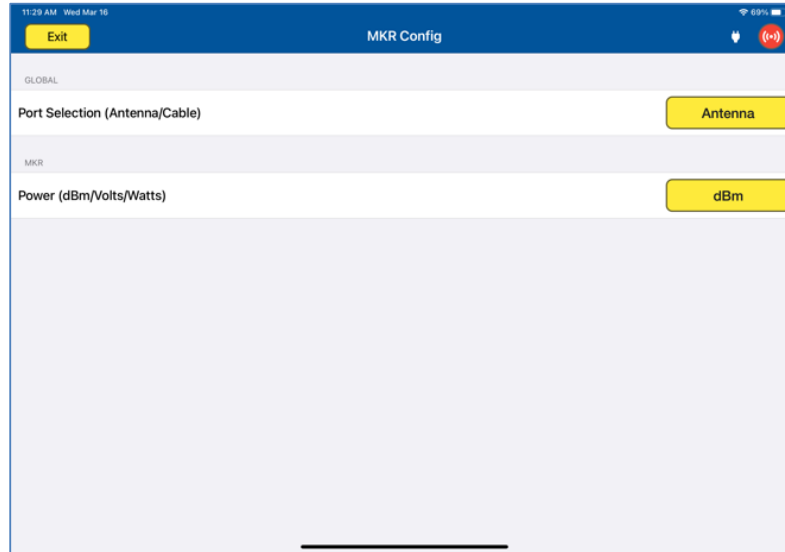 11:29 AM Wed Mar 16
69%
Exit
MKR Config
GLOBAL
Port Selection (Antenna/Cable)
Antenna
MKR
Power (dBm/Volts/Watts)
dBm